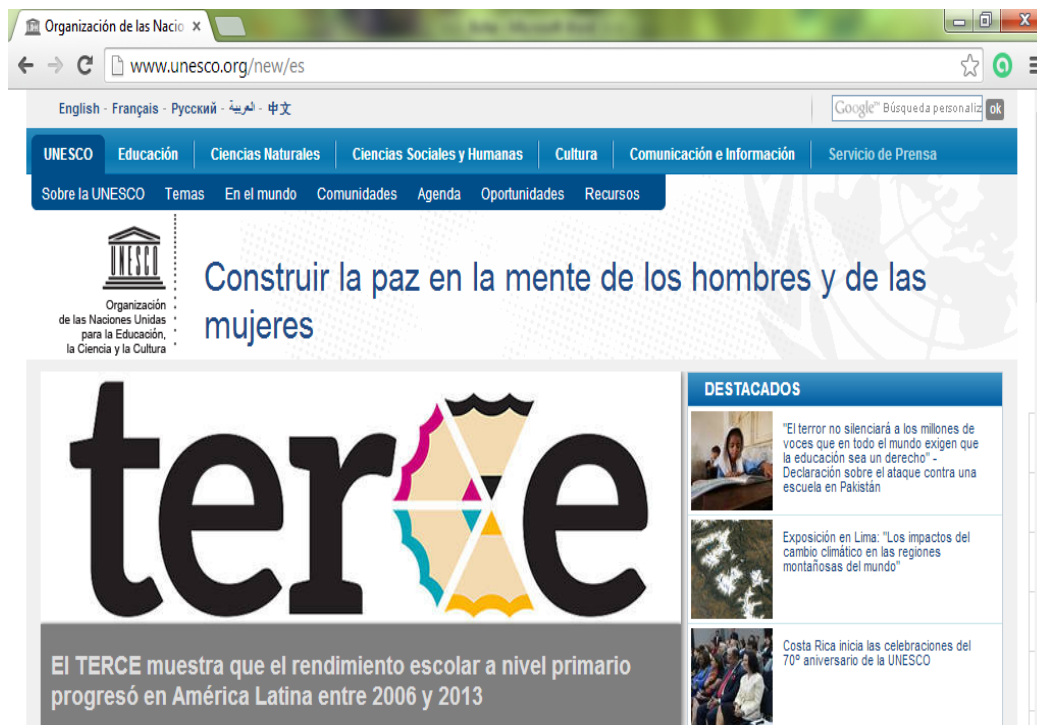 Organización de las Nacio
www.unesco.org/new/es
English - Français - Русский - العربية - 中文
Google™ Búsqueda personaliz ok
UNESCO Educación Ciencias Naturales Ciencias Sociales y Humanas Cultura Comunicación e Información Servicio de Prensa
Sobre la UNESCO Temas En el mundo Comunidades Agenda Oportunidades Recursos
UNESCO
Organización
de las Naciones Unidas
para la Educación,
la Ciencia y la Cultura
Construir la paz en la mente de los hombres y de las
mujeres
terce
El TERCE muestra que el rendimiento escolar a nivel primario
progresó en América Latina entre 2006 y 2013
DESTACADOS
"El terror no silenciará a los millones de
voces que en todo el mundo exigen que
la educación sea un derecho" -
Declaración sobre el ataque contra una
escuela en Pakistán
Exposición en Lima: "Los impactos del
cambio climático en las regiones
montañosas del mundo"
Costa Rica inicia las celebraciones del
70º aniversario de la UNESCO